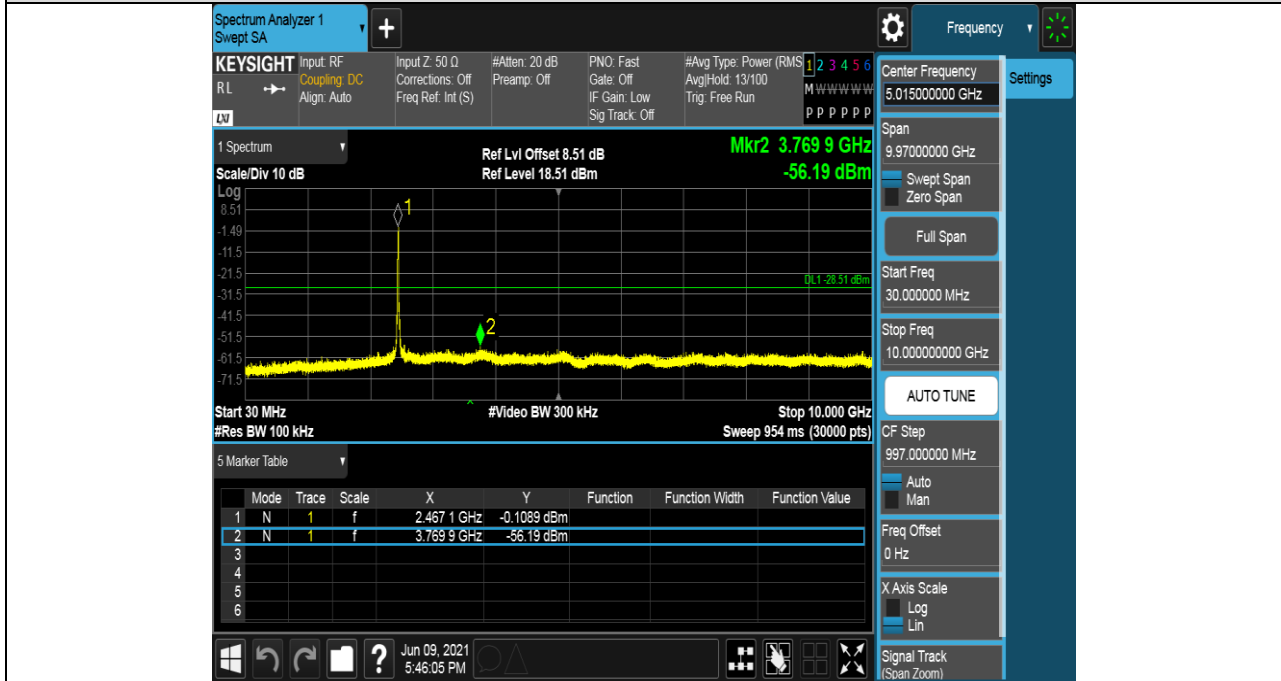 Spectrum Analyzer 1
Swept SA
Frequency
KEYSIGHT
RL
LXI
Input: RF
Coupling: DC
Align: Auto
Input Z: 50 Ω
Corrections: Off
Freq Ref: Int (S)
#Atten: 20 dB
Preamp: Off
PNO: Fast
Gate: Off
IF Gain: Low
Sig Track: Off
#Avg Type: Power (RMS
Avg|Hold: 13/100
Trig: Free Run
1 2 3 4 5 6
M W W W W W
P P P P P P
1 Spectrum
Scale/Div 10 dB
Ref Lvl Offset 8.51 dB
Ref Level 18.51 dBm
Mkr2 3.769 9 GHz
-56.19 dBm
Log
8.51
-1.49
-11.5
-21.5
-31.5
-41.5
-51.5
-61.5
-71.5
1
2
DL1 -28.51 dBm
Start 30 MHz
#Video BW 300 kHz
Stop 10.000 GHz
#Res BW 100 kHz
Sweep 954 ms (30000 pts)
5 Marker Table
Mode Trace Scale X Y Function Function Width Function Value
1 N 1 f 2.467 1 GHz -0.1089 dBm
2 N 1 f 3.769 9 GHz -56.19 dBm
3
4
5
6
Jun 09, 2021
5:46:05 PM
?
Center Frequency
5.015000000 GHz
Span
9.97000000 GHz
Swept Span
Zero Span
Full Span
Start Freq
30.000000 MHz
Stop Freq
10.000000000 GHz
AUTO TUNE
CF Step
997.000000 MHz
Auto
Man
Freq Offset
0 Hz
X Axis Scale
Log
Lin
Signal Track
(Span Zoom)
Settings